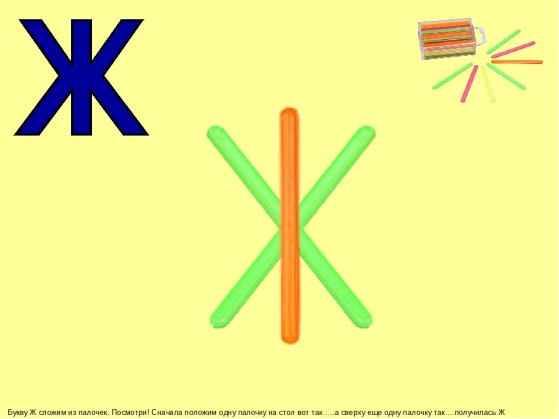 Ж
Букву Ж сложим из палочек. Посмотри! Сначала положим одну палочку на стол вот так…..а сверху еще одну палочку так….получилась Ж